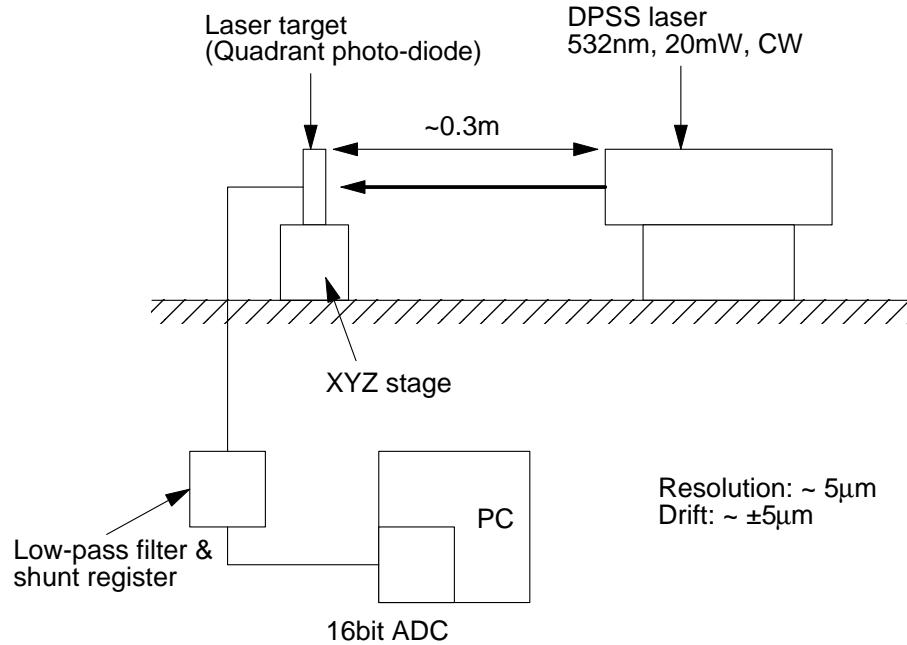 Laser target
(Quadrant photo-diode)
DPSS laser
532nm, 20mW, CW
~0.3m
XYZ stage
PC
Resolution: ~ 5μm
Drift: ~ ±5μm
Low-pass filter &
shunt register
16bit ADC